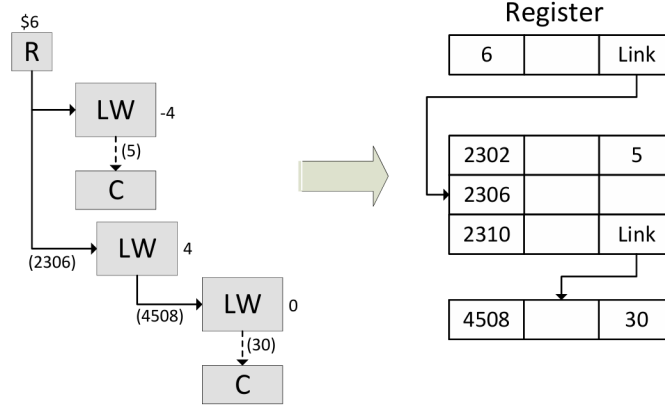 $6
R
LW
-4
(5)
C
(2306)
LW
4
(4508)
LW
0
(30)
C
Register
6 Link
2302 5
2306
2310 Link
4508 30